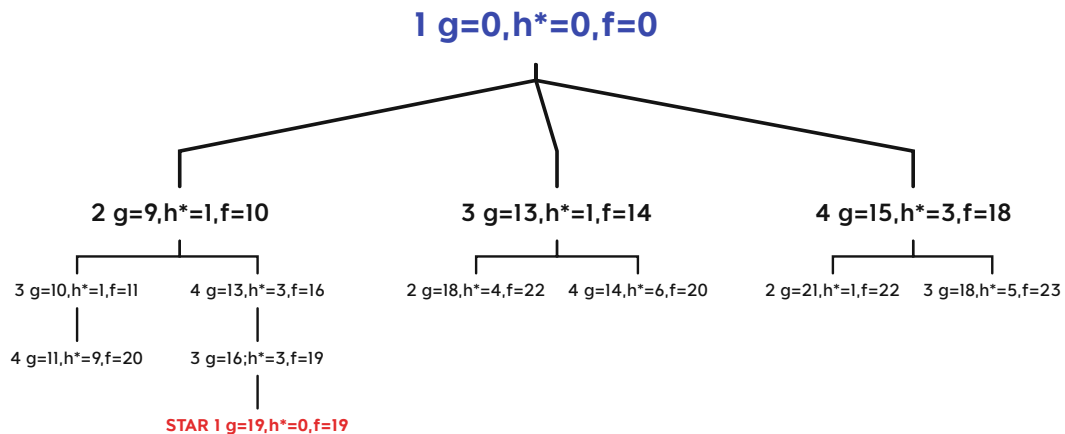 1 g=0,h*=0,f=0
2 g=9,h*=1,f=10
3 g=13,h*=1,f=14
4 g=15,h*=3,f=18
3 g=10,h*=1,f=11
4 g=13,h*=3,f=16
2 g=18,h*=4,f=22
4 g=14,h*=6,f=20
2 g=21,h*=1,f=22
3 g=18,h*=5,f=23
4 g=11,h*=9,f=20
3 g=16;h*=3,f=19
STAR 1 g=19,h*=0,f=19